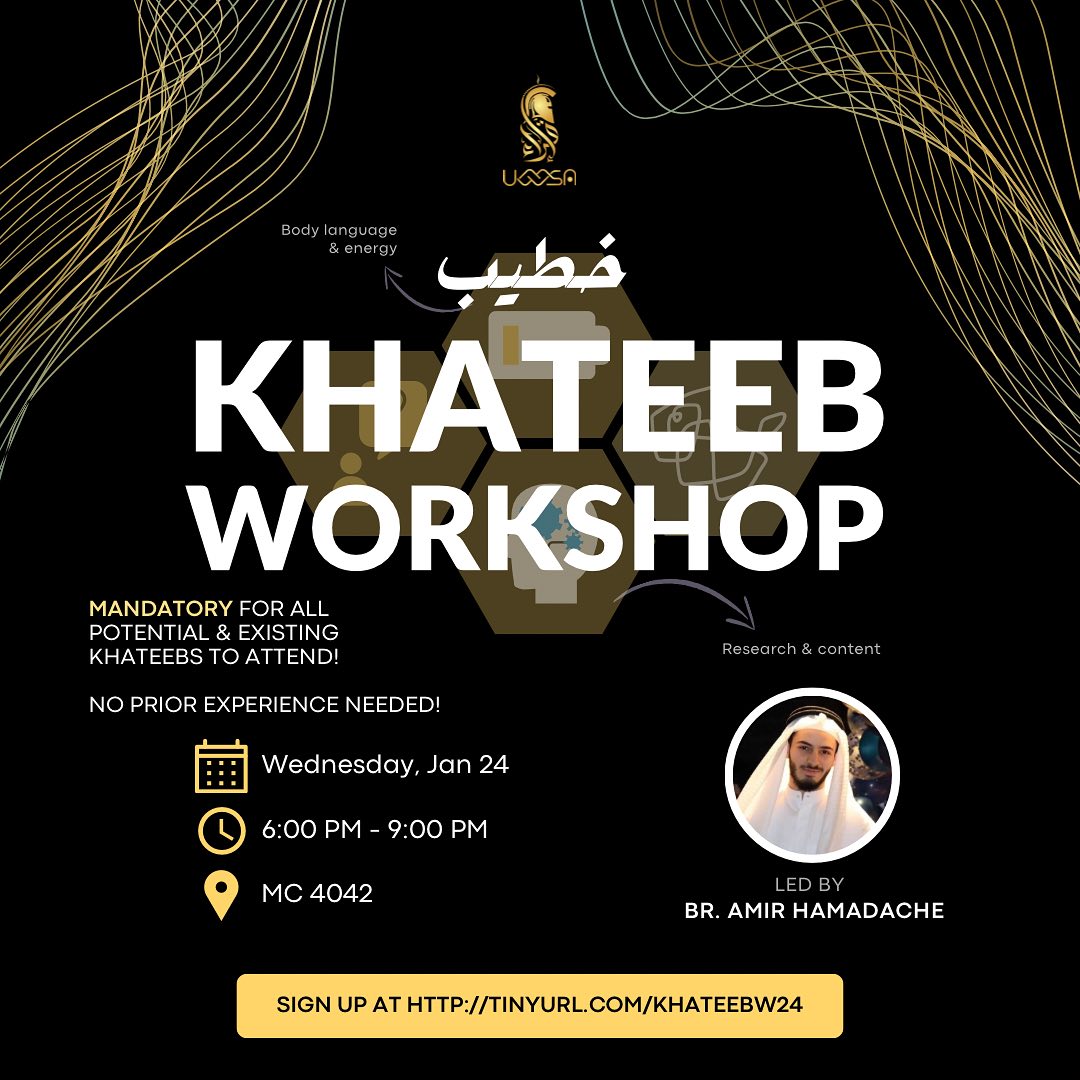 Body language
& energy
خطيب
KHATEEB
WORKSHOP
MANDATORY FOR ALL
POTENTIAL & EXISTING
KHATEEBS TO ATTEND!
NO PRIOR EXPERIENCE NEEDED!
Research & content
Wednesday, Jan 24
6:00 PM - 9:00 PM
MC 4042
LED BY
BR. AMIR HAMADACHE
SIGN UP AT HTTP://TINYURL.COM/KHATEEBW24